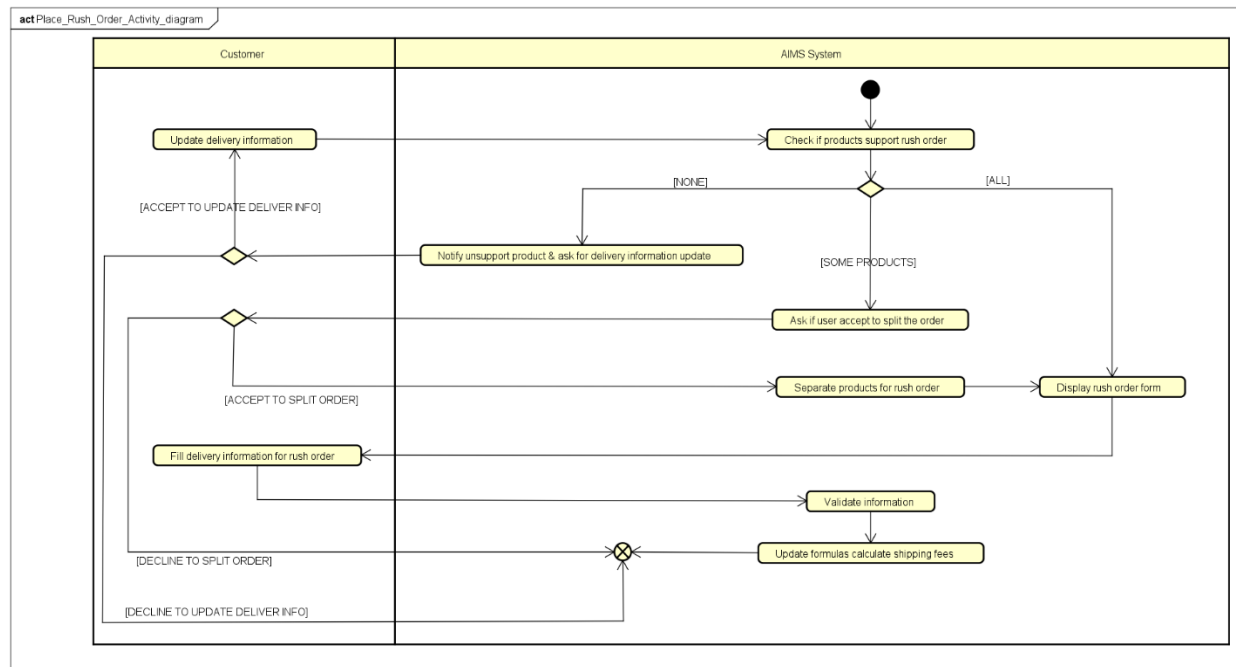 act Place_Rush_Order_Activity_diagram
Customer
AIMS System
Update delivery information
Check if products support rush order
[NONE]
[ALL]
[ACCEPT TO UPDATE DELIVER INFO]
Notify unsupport product & ask for delivery information update
[SOME PRODUCTS]
Ask if user accept to split the order
Separate products for rush order
Display rush order form
[ACCEPT TO SPLIT ORDER]
Fill delivery information for rush order
Validate information
Update formulas calculate shipping fees
[DECLINE TO SPLIT ORDER]
[DECLINE TO UPDATE DELIVER INFO]